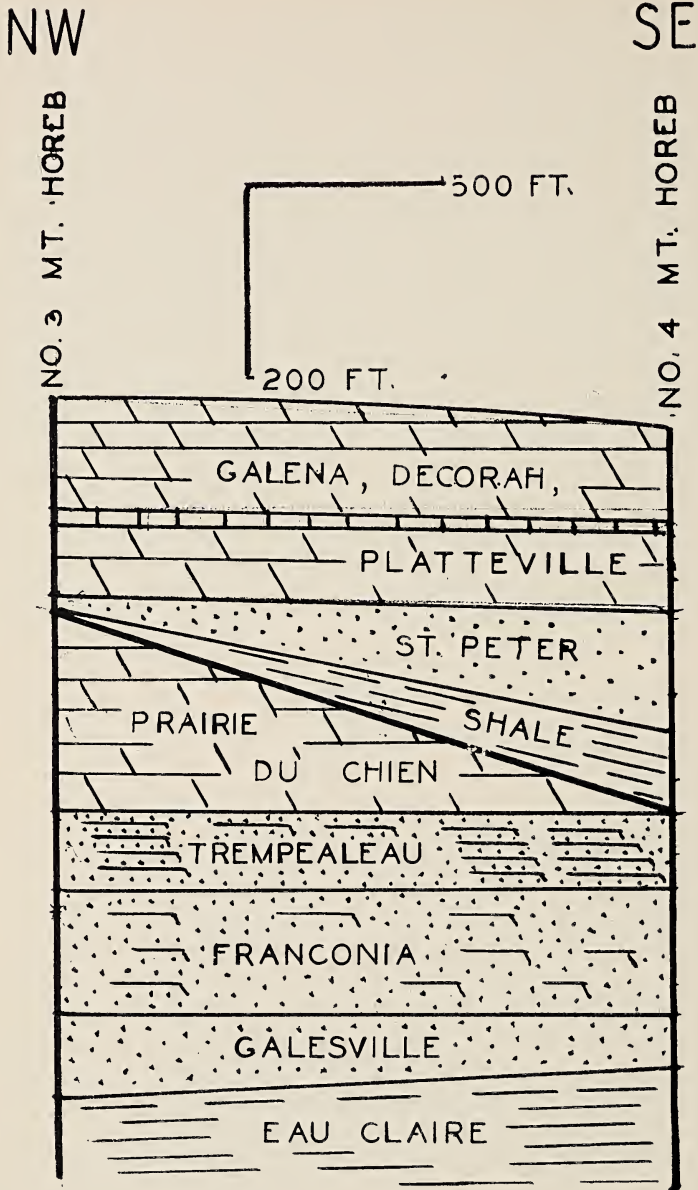 NW
SE
NO. 3 MT. HOREB
NO. 4 MT. HOREB
500 FT.
200 FT.
GALENA, DECORAH,
PLATTEVILLE
ST. PETER
SHALE
PRAIRIE
DU CHIEN
TREMPEALEAU
FRANCONIA
GALESVILLE
EAU CLAIRE